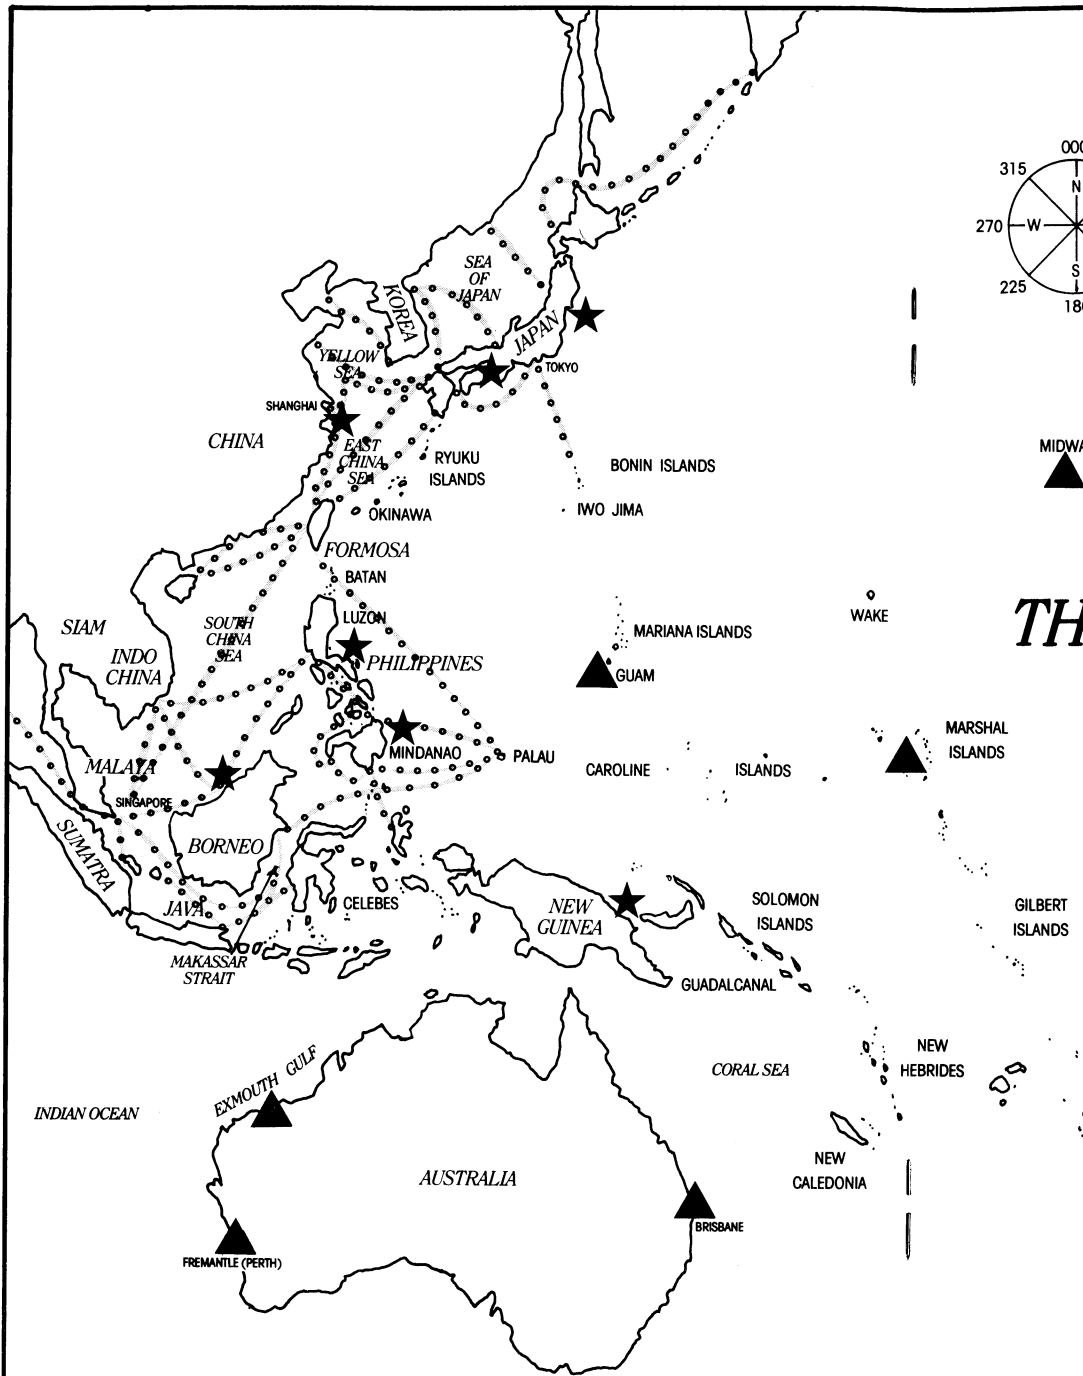 000
315
N
270
W
S
225
180
SEA
OF
JAPAN
KOREA
JAPAN
YELLOW
SEA
TOKYO
SHANGHAI
CHINA
EAST
CHINA
SEA
RYUKU
ISLANDS
BONIN ISLANDS
MIDWA
OKINAWA
IWO JIMA
FORMOSA
BATAN
LUZON
WAKE
TH
SIAM
INDO
CHINA
SOUTH
CHINA
SEA
MARIANA ISLANDS
PHILIPPINES
GUAM
MARSHAL
ISLANDS
MINDANAO
PALAU
CAROLINE
ISLANDS
MALAYA
SINGAPORE
SUMATRA
BORNEO
JAVA
CELEBES
NEW
GUINEA
SOLOMON
ISLANDS
GILBERT
ISLANDS
MAKASSAR
STRAIT
GUADALCANAL
EXMOUTH GULF
CORAL SEA
NEW
HEBRIDES
INDIAN OCEAN
AUSTRALIA
NEW
CALEDONIA
BRISBANE
FREMANTLE (PERTH)